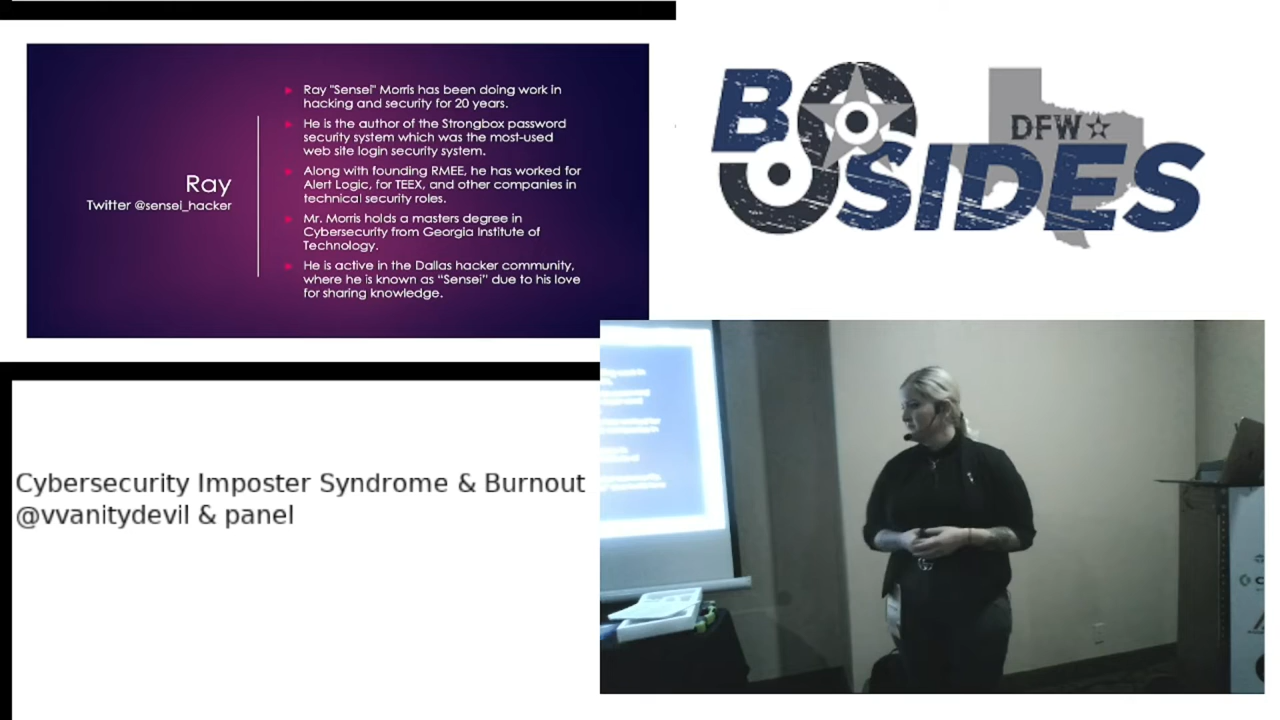 Ray
Twitter @sensei_hacker
Ray "Sensei" Morris has been doing work in
hacking and security for 20 years.
He is the author of the Strongbox password
security system which was the most-used
web site login security system.
Along with founding RMEE, he has worked for
Alert Logic, for TEEX, and other companies in
technical security roles.
Mr. Morris holds a masters degree in
Cybersecurity from Georgia Institute of
Technology.
He is active in the Dallas hacker community,
where he is known as “Sensei” due to his love
for sharing knowledge.
BSIDES
DFW
Cybersecurity Imposter Syndrome & Burnout
@vvanitydevil & panel